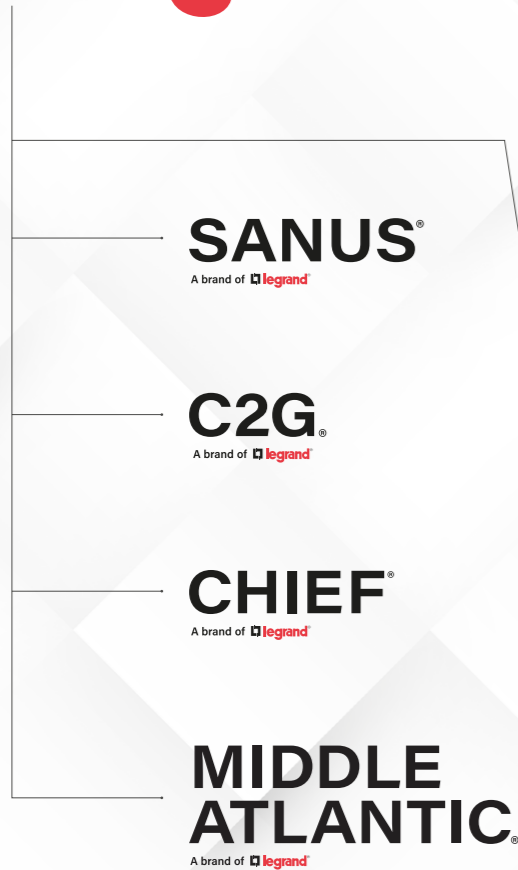 SANUS®
A brand of legrand®
C2G®
A brand of legrand®
CHIEF®
A brand of legrand®
MIDDLE
ATLANTIC®
A brand of legrand®